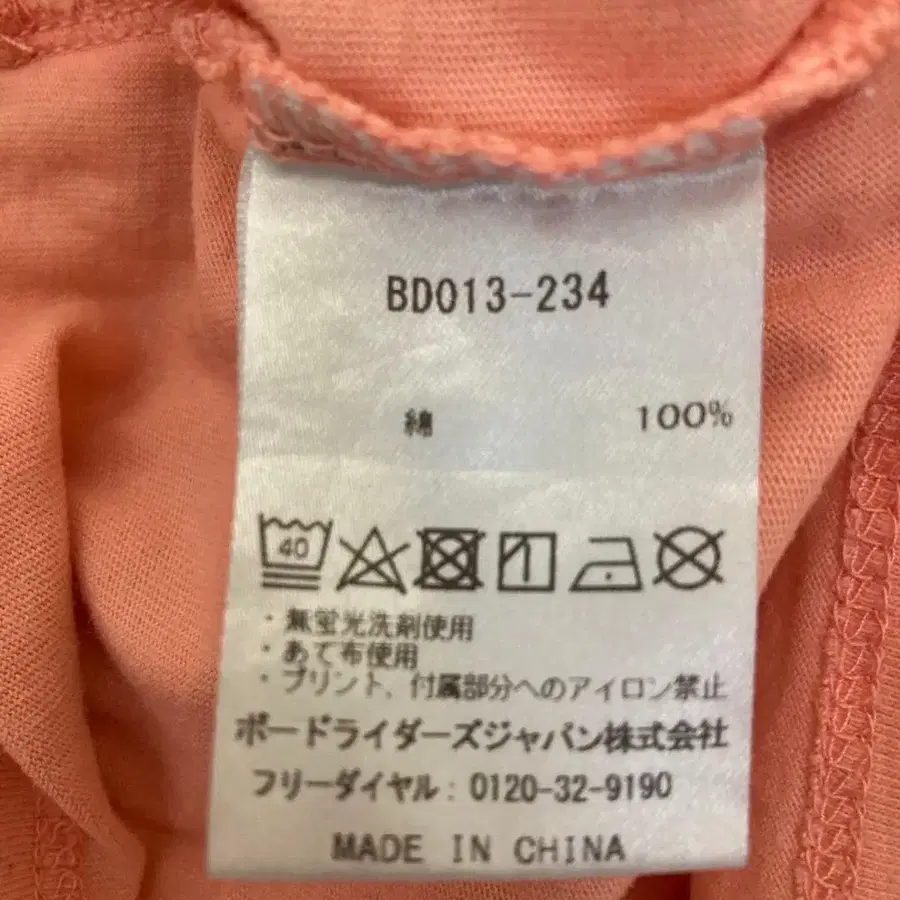 BD013-234
綿 100%
40
・無蛍光洗剤使用
・あて布使用
・プリント、付属部分へのアイロン禁止
ボードライダーズジャパン株式会社
フリーダイヤル：0120-32-9190
MADE IN CHINA